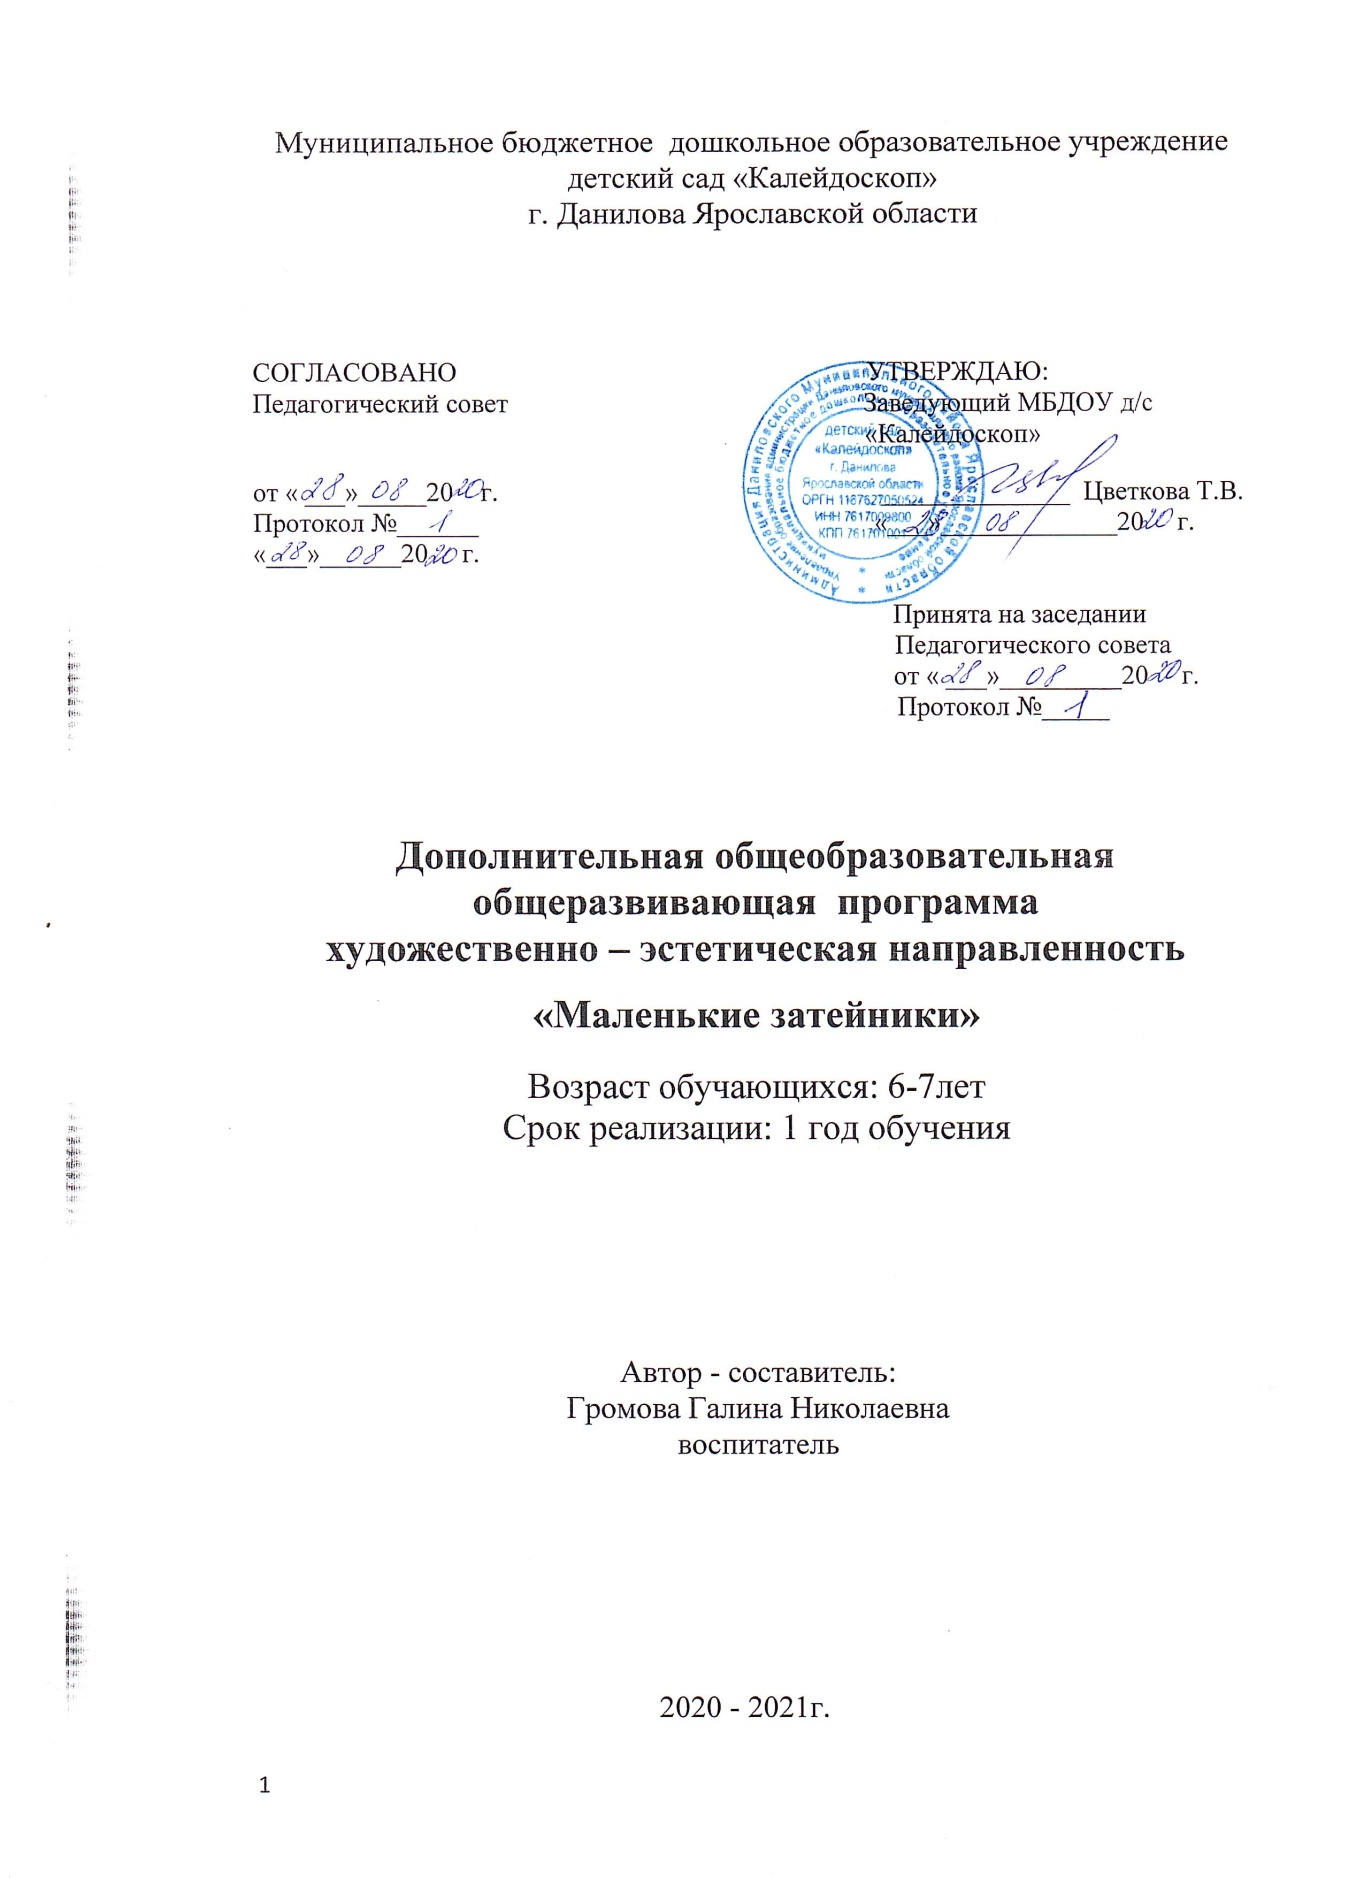 Муниципальное бюджетное  дошкольное образовательное учреждение
детский сад «Калейдоскоп»
г. Данилова Ярославской области
СОГЛАСОВАНО
Педагогический совет
от «28» 08 2020г.
Протокол № 1
«28» 08 2020 г.
УТВЕРЖДАЮ:
Заведующий МБДОУ д/с
«Калейдоскоп»
Цветкова Т.В.
«28» 08 2020 г.
детский сад
«Калейдоскоп»
г. Данилова
Ярославской области
ИНН 7617009800
КПП 761701001
Принята на заседании
Педагогического совета
от «28» 08 2020г.
Протокол № 1
Дополнительная общеобразовательная
общеразвивающая  программа
художественно – эстетическая направленность
«Маленькие затейники»
Возраст обучающихся: 6-7лет
Срок реализации: 1 год обучения
Автор - составитель:
Громова Галина Николаевна
воспитатель
2020 - 2021г.
1